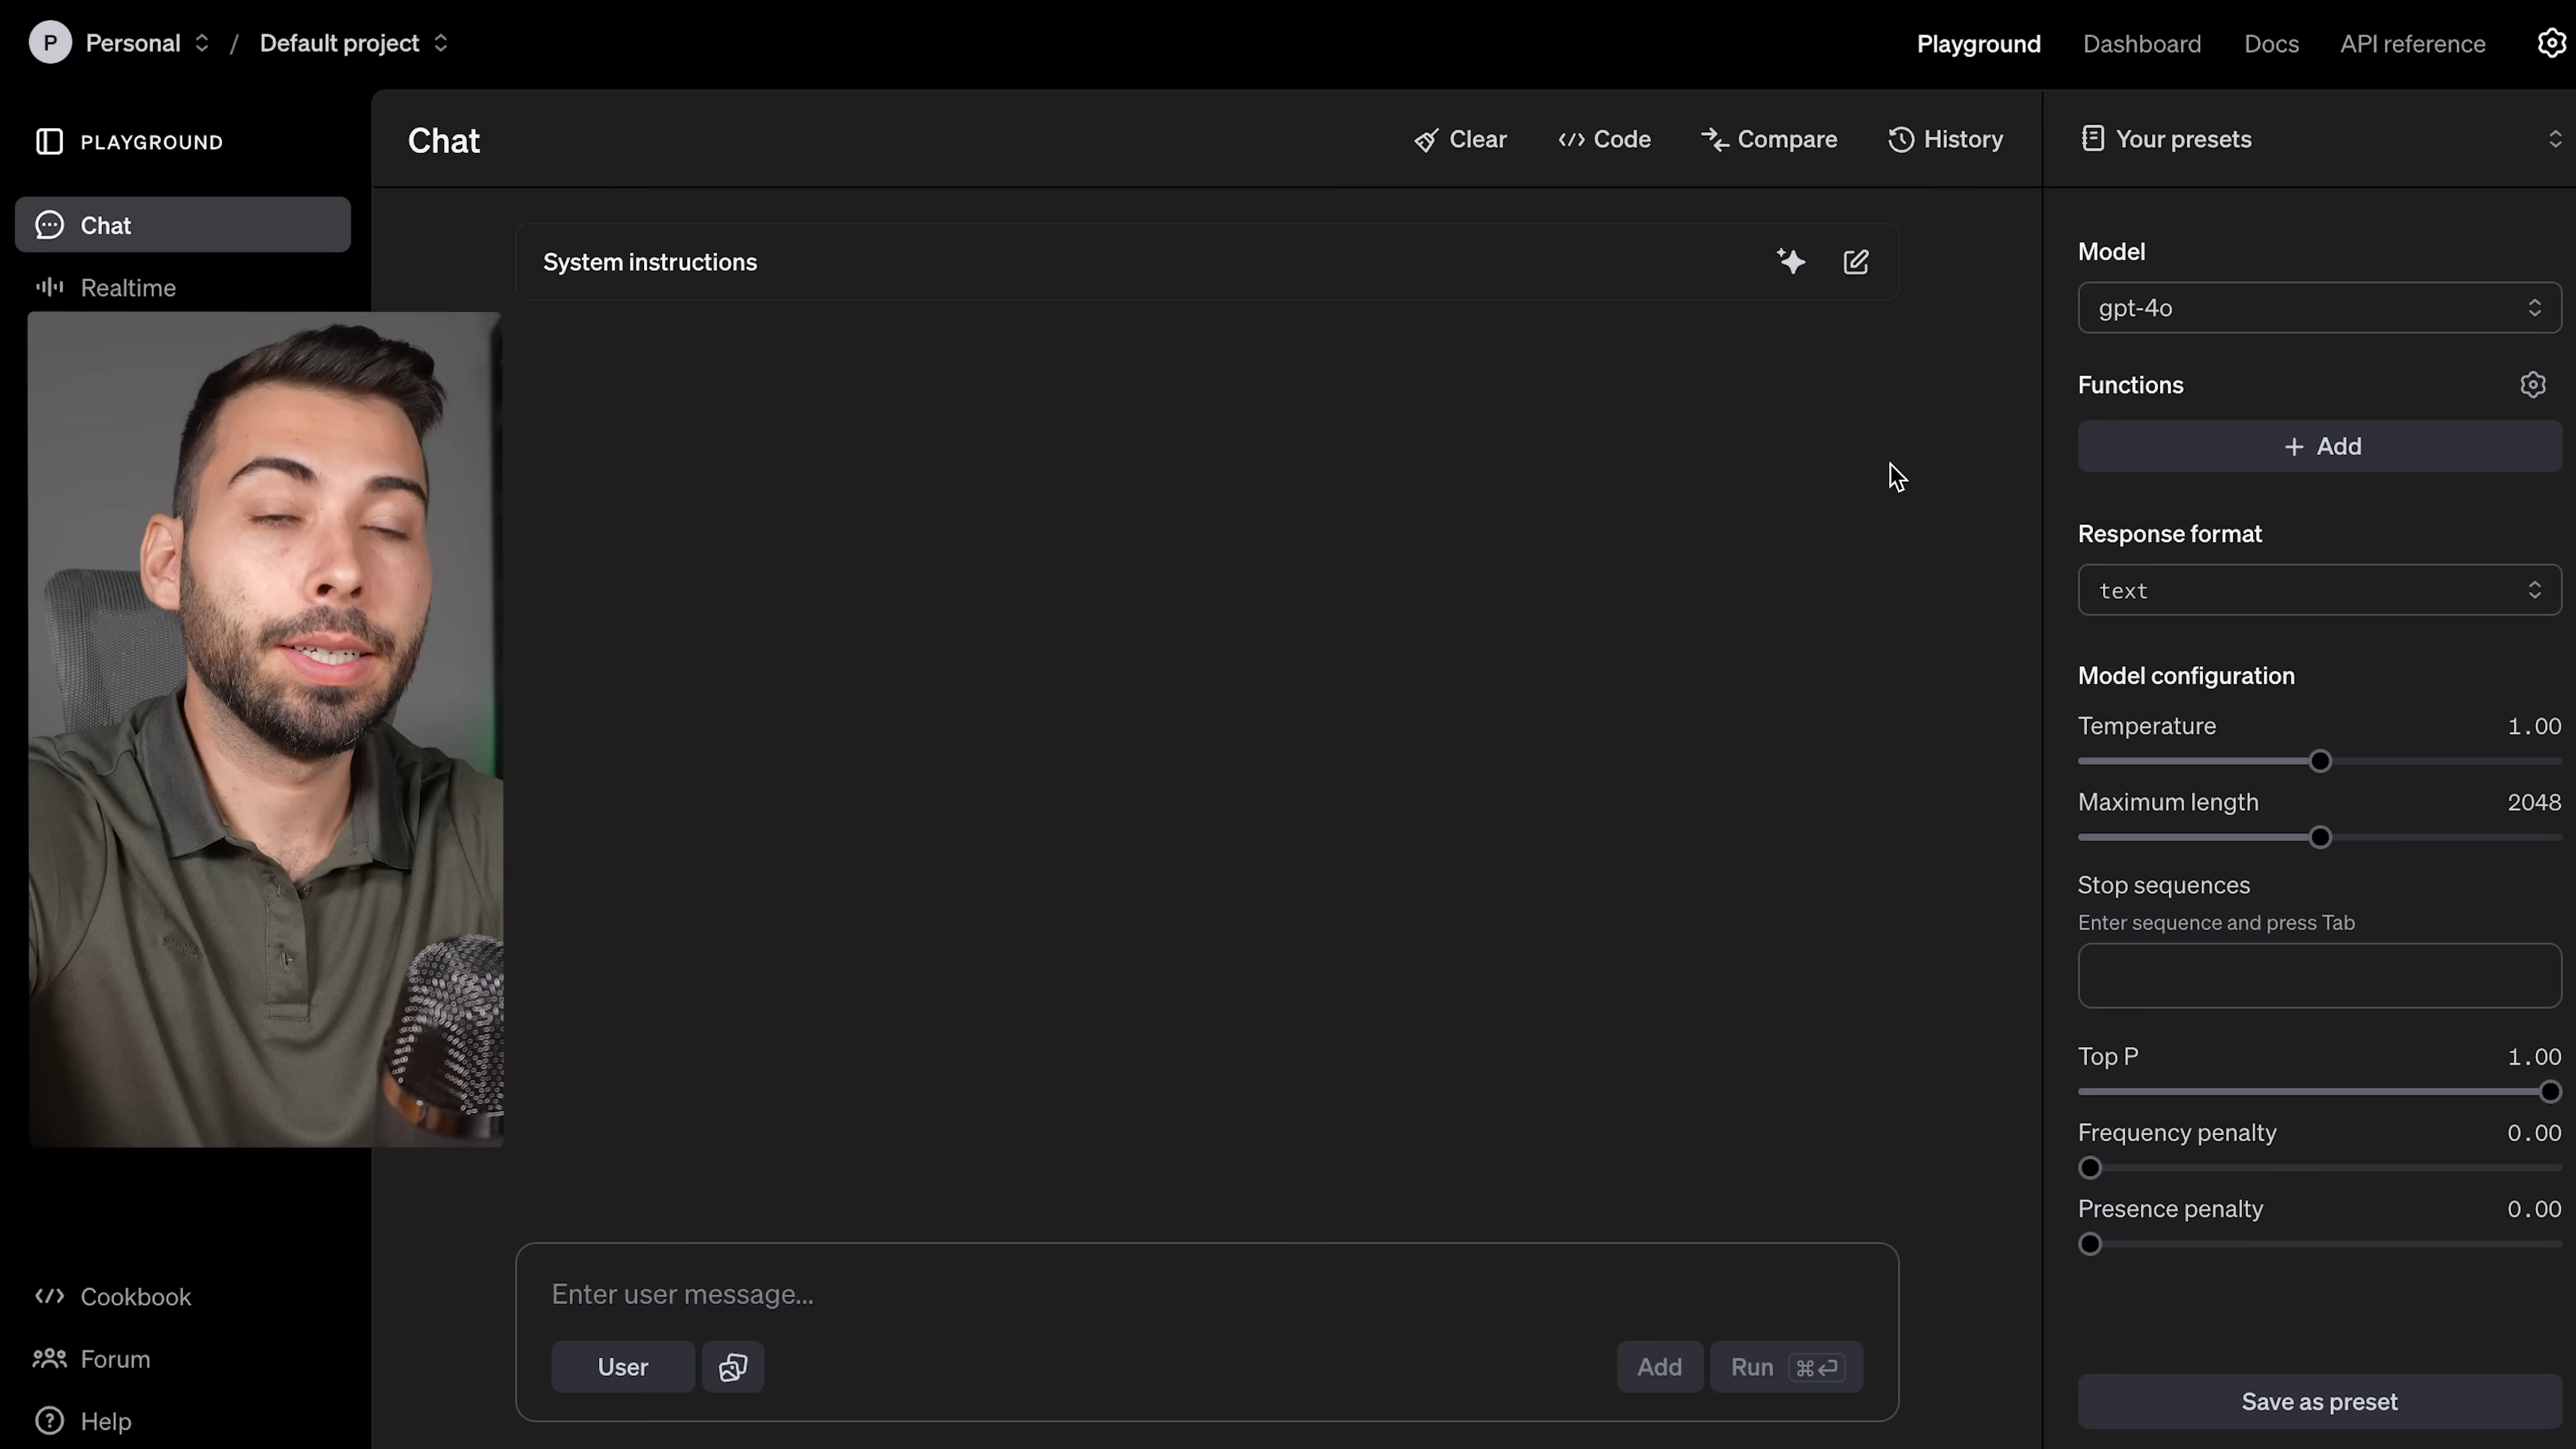 P Personal / Default project
Playground Dashboard Docs API reference
PLAYGROUND
Chat
Realtime
Cookbook
Forum
Help
Chat
Clear Code Compare History
System instructions
Enter user message...
User Add Run ⌘↵
Your presets
Model
gpt-4o
Functions
+ Add
Response format
text
Model configuration
Temperature 1.00
Maximum length 2048
Stop sequences
Enter sequence and press Tab
Top P 1.00
Frequency penalty 0.00
Presence penalty 0.00
Save as preset